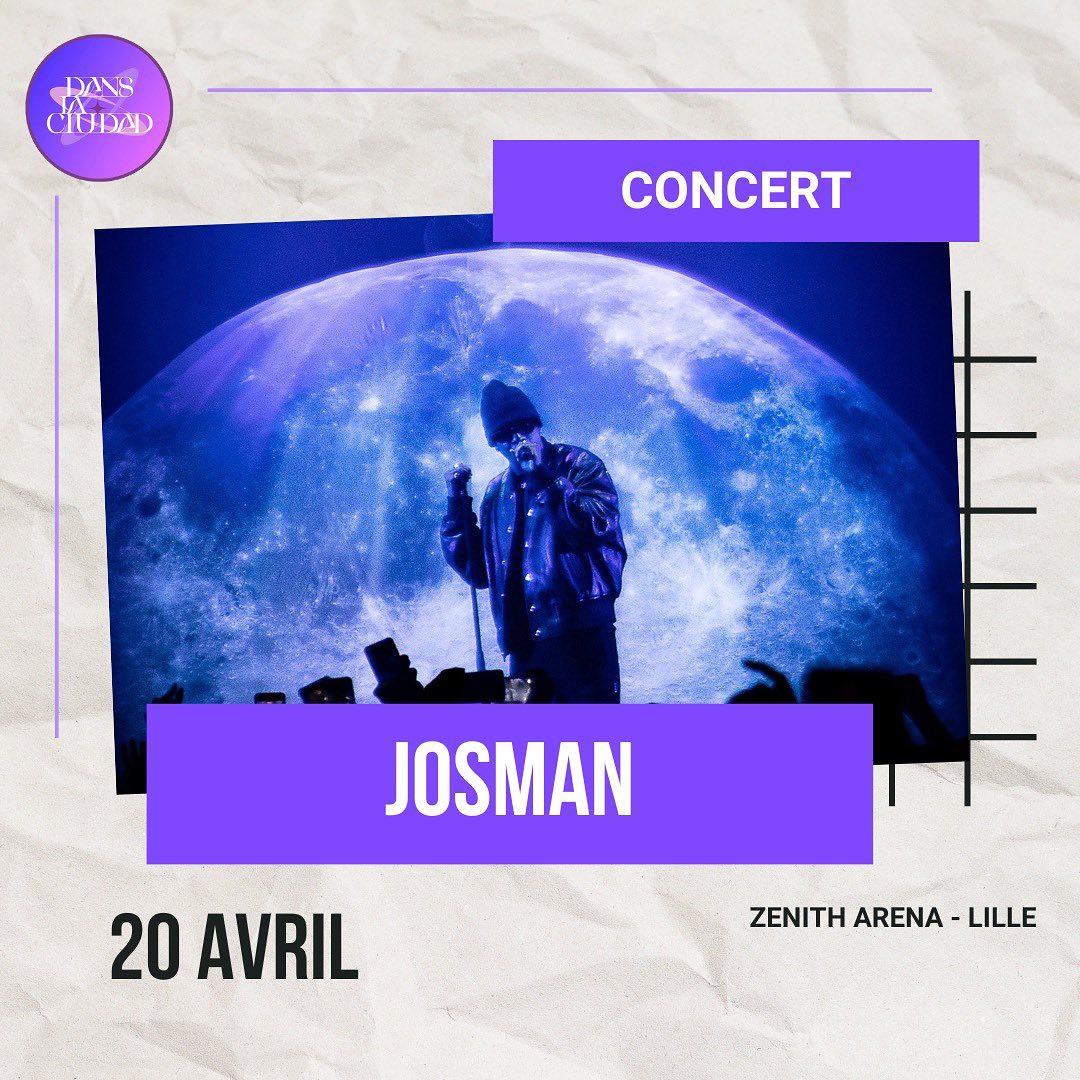 DANS
LA
CIUDAD
CONCERT
JOSMAN
20 AVRIL
ZENITH ARENA - LILLE